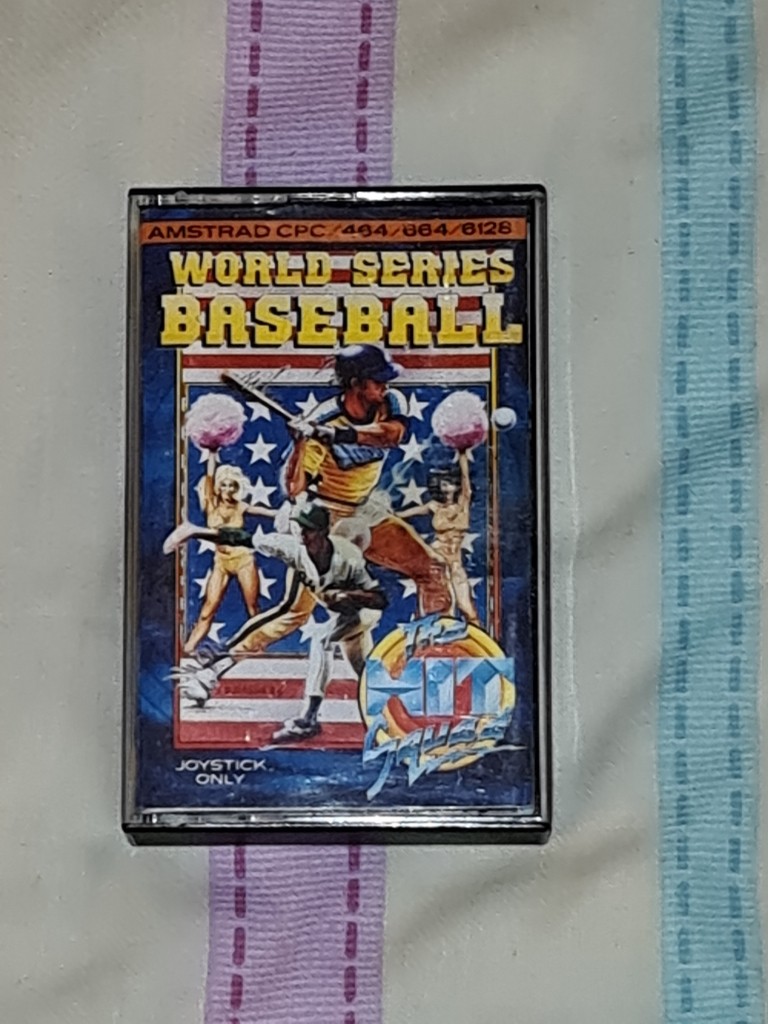 AMSTRAD CPC/464/664/6128
WORLD SERIES
BASEBALL
The
HIT
Squad
JOYSTICK
ONLY